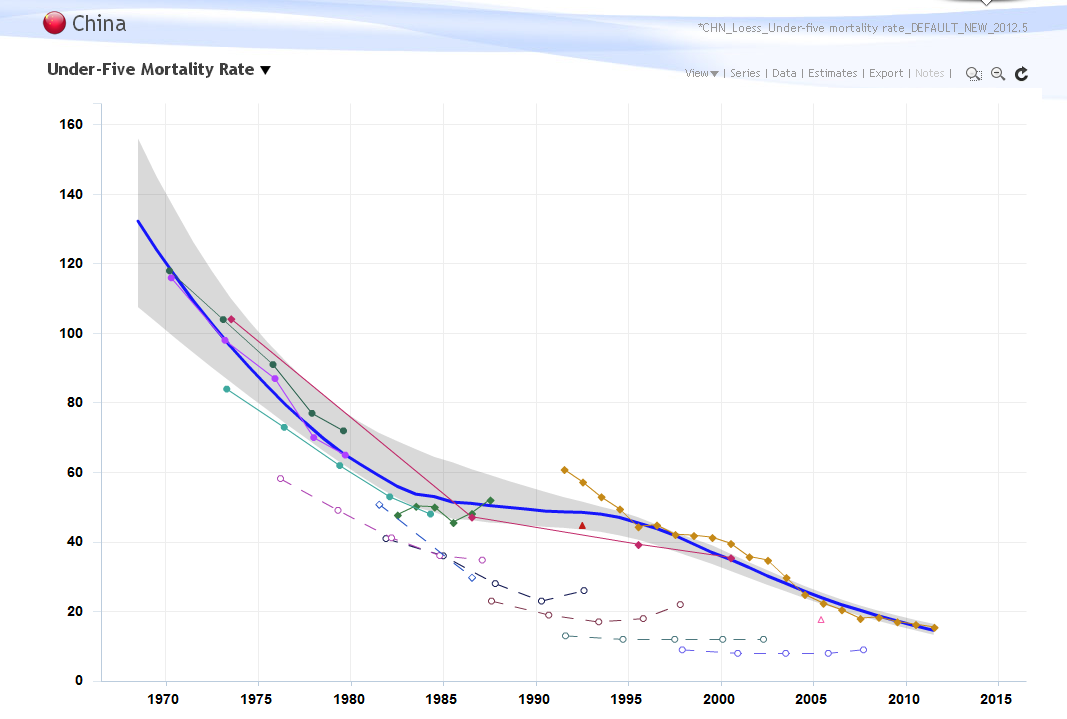 China
*CHN_Loess_Under-five mortality rate_DEFAULT_NEW_2012.5
Under-Five Mortality Rate ▼
View▼ | Series | Data | Estimates | Export | Notes |
160
140
120
100
80
60
40
20
0
1970 1975 1980 1985 1990 1995 2000 2005 2010 2015